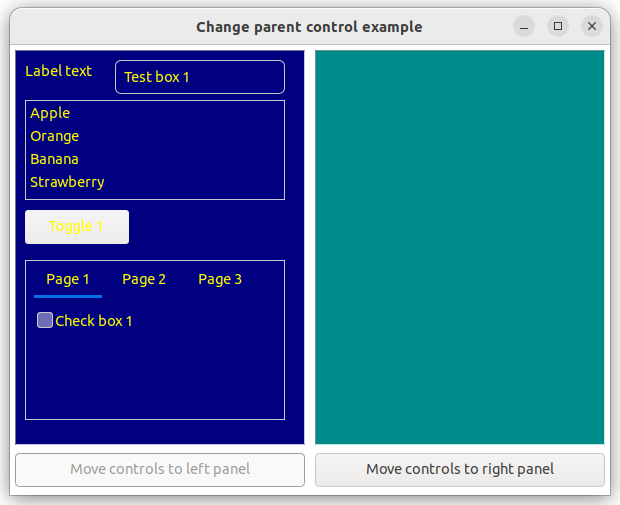 Change parent control example
Label text
Test box 1
Apple
Orange
Banana
Strawberry
Toggle 1
Page 1 Page 2 Page 3
Check box 1
Move controls to left panel
Move controls to right panel